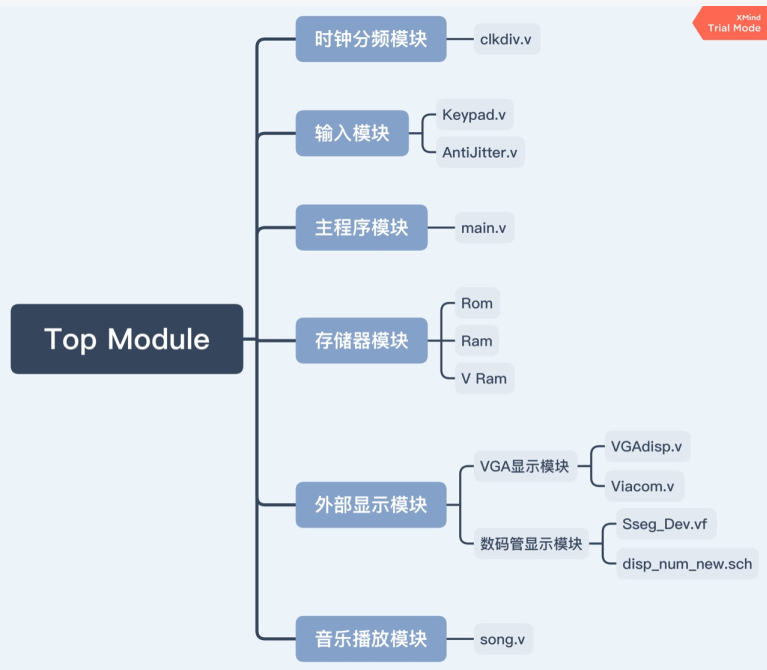 XMind
Trial Mode
时钟分频模块
clkdiv.v
输入模块
Keypad.v
AntiJitter.v
主程序模块
main.v
Top Module
存储器模块
Rom
Ram
V Ram
外部显示模块
VGA显示模块
VGAdisp.v
Viacom.v
数码管显示模块
Sseg_Dev.vf
disp_num_new.sch
音乐播放模块
song.v